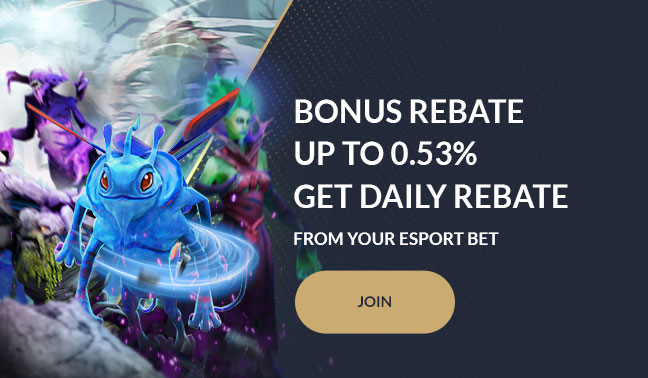 BONUS REBATE
UP TO 0.53%
GET DAILY REBATE
FROM YOUR ESPORT BET
JOIN